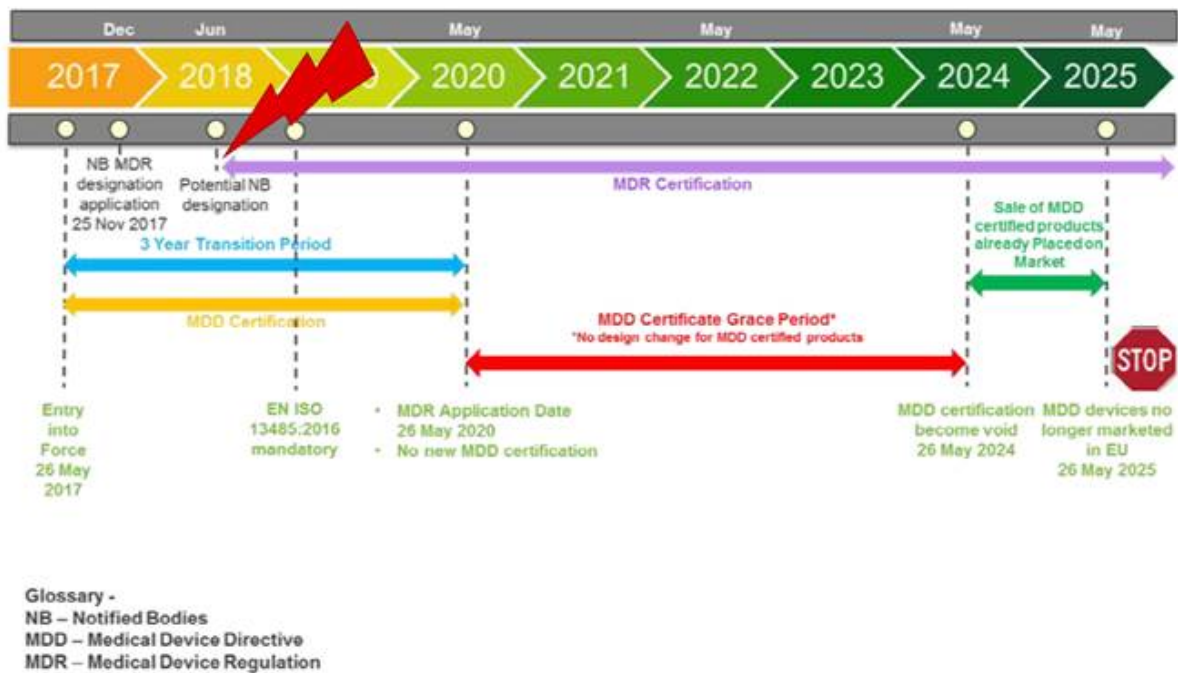 Dec Jun May May May May
2017 2018 9 2020 2021 2022 2023 2024 2025
NB MDR
designation
application
25 Nov 2017
Potential NB
designation
MDR Certification
3 Year Transition Period
MDD Certification
Sale of MDD
certified products
already Placed on
Market
MDD Certificate Grace Period*
*No design change for MDD certified products
STOP
Entry
into
Force
26 May
2017
EN ISO
13485:2016
mandatory
• MDR Application Date
26 May 2020
• No new MDD certification
MDD certification
become void
26 May 2024
MDD devices no
longer marketed
in EU
26 May 2025
Glossary -
NB – Notified Bodies
MDD – Medical Device Directive
MDR – Medical Device Regulation